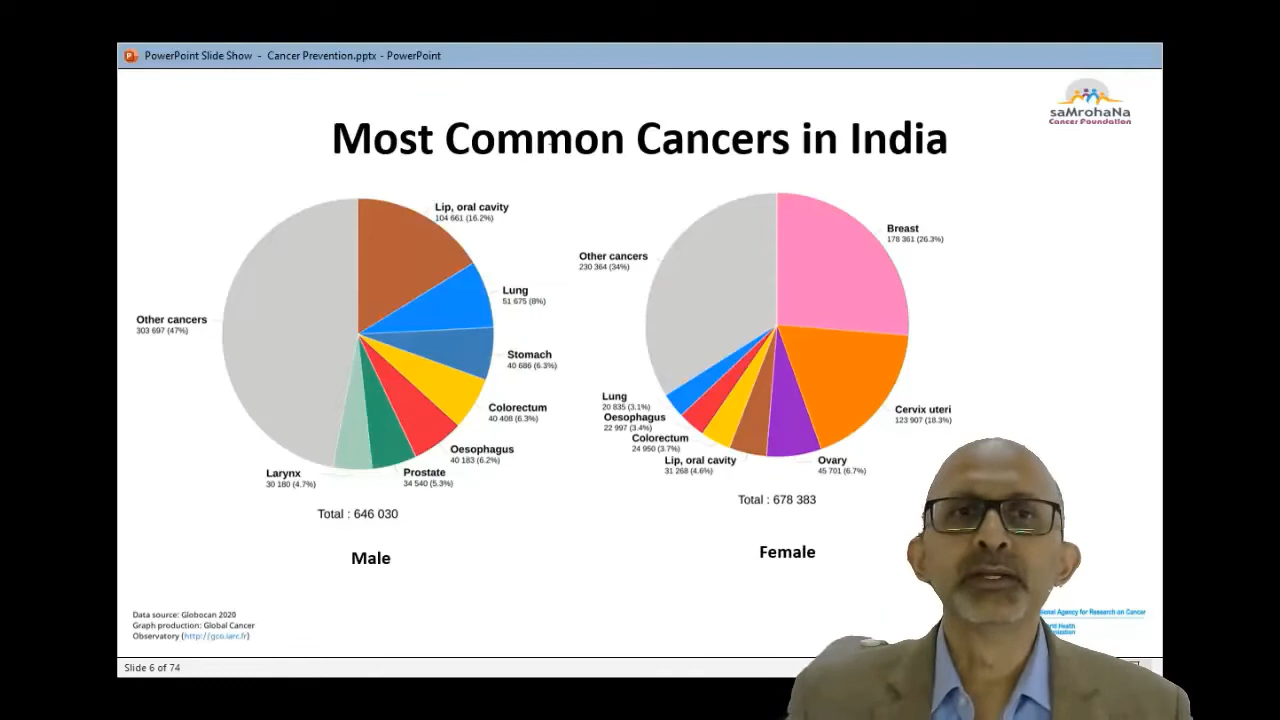 PowerPoint Slide Show - Cancer Prevention.pptx - PowerPoint
saMrohaNa
Cancer Foundation
Most Common Cancers in India
Lip, oral cavity
104 661 (16.2%)
Lung
51 675 (8%)
Stomach
40 686 (6.3%)
Colorectum
40 408 (6.3%)
Oesophagus
40 183 (6.2%)
Prostate
34 540 (5.3%)
Larynx
30 180 (4.7%)
Other cancers
303 697 (47%)
Total : 646 030
Male
Breast
178 361 (26.3%)
Cervix uteri
123 907 (18.3%)
Ovary
45 701 (6.7%)
Lip, oral cavity
31 268 (4.6%)
Colorectum
24 950 (3.7%)
Oesophagus
22 997 (3.4%)
Lung
20 835 (3.1%)
Other cancers
230 364 (34%)
Total : 678 383
Female
Data source: Globocan 2020
Graph production: Global Cancer
Observatory (http://gco.iarc.fr)
Agency for Research on Cancer
Slide 6 of 74